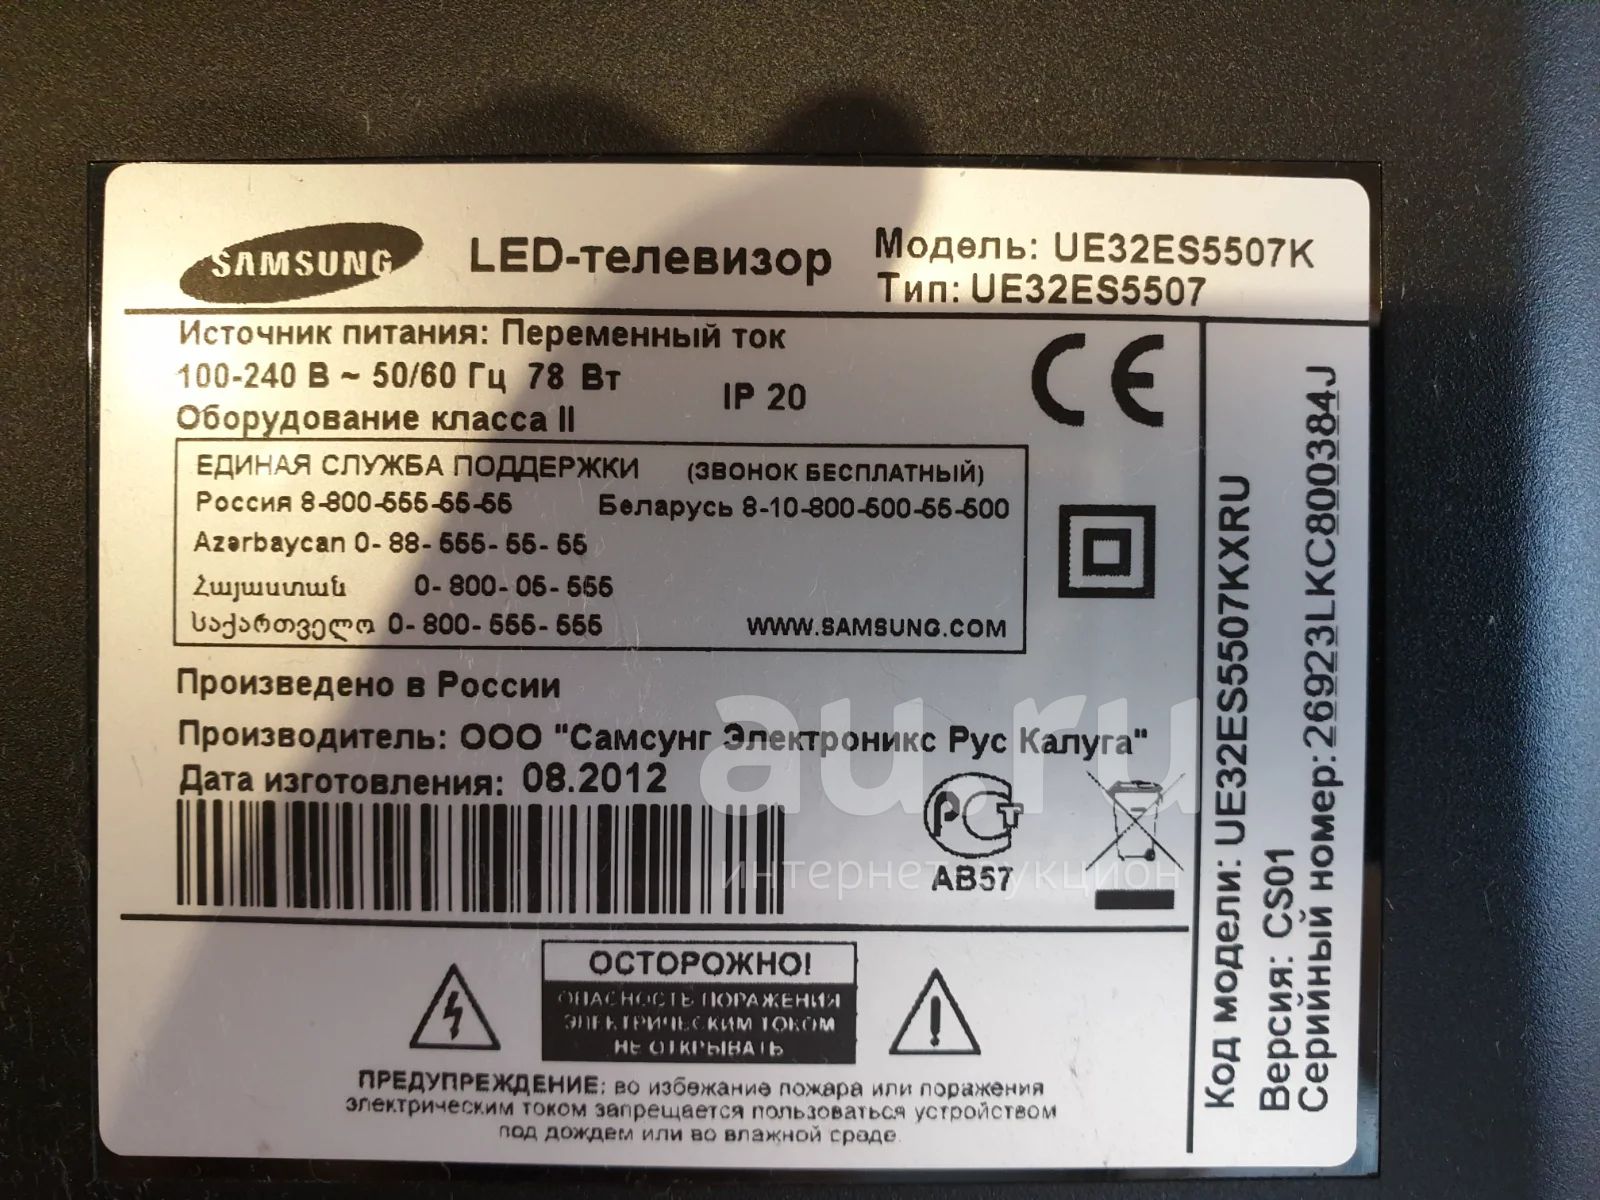 SAMSUNG
LED-телевизор
Модель: UE32ES5507K
Тип: UE32ES5507
Источник питания: Переменный ток
100-240 В ~ 50/60 Гц 78 Вт
IP 20
Оборудование класса II
CE
ЕДИНАЯ СЛУЖБА ПОДДЕРЖКИ (ЗВОНОК БЕСПЛАТНЫЙ)
Россия 8-800-555-55-55 Беларусь 8-10-800-500-55-500
Azərbaycan 0- 88- 555- 55- 55
Հայաստան 0- 800- 05- 555
საქართველო 0- 800- 555- 555 WWW.SAMSUNG.COM
Произведено в России
Производитель: ООО "Самсунг Электроникс Рус Калуга"
Дата изготовления: 08.2012
РСТ
АВ57
au.ru
интернет аукцион
ОСТОРОЖНО!
ОПАСНОСТЬ ПОРАЖЕНИЯ
ЭЛЕКТРИЧЕСКИМ ТОКОМ
НЕ ОТКРЫВАТЬ
ПРЕДУПРЕЖДЕНИЕ: во избежание пожара или поражения
электрическим током запрещается пользоваться устройством
под дождем или во влажной среде.
Код модели: UE32ES5507KXRU
Версия: CS01
Серийный номер: 26923LKC800384J